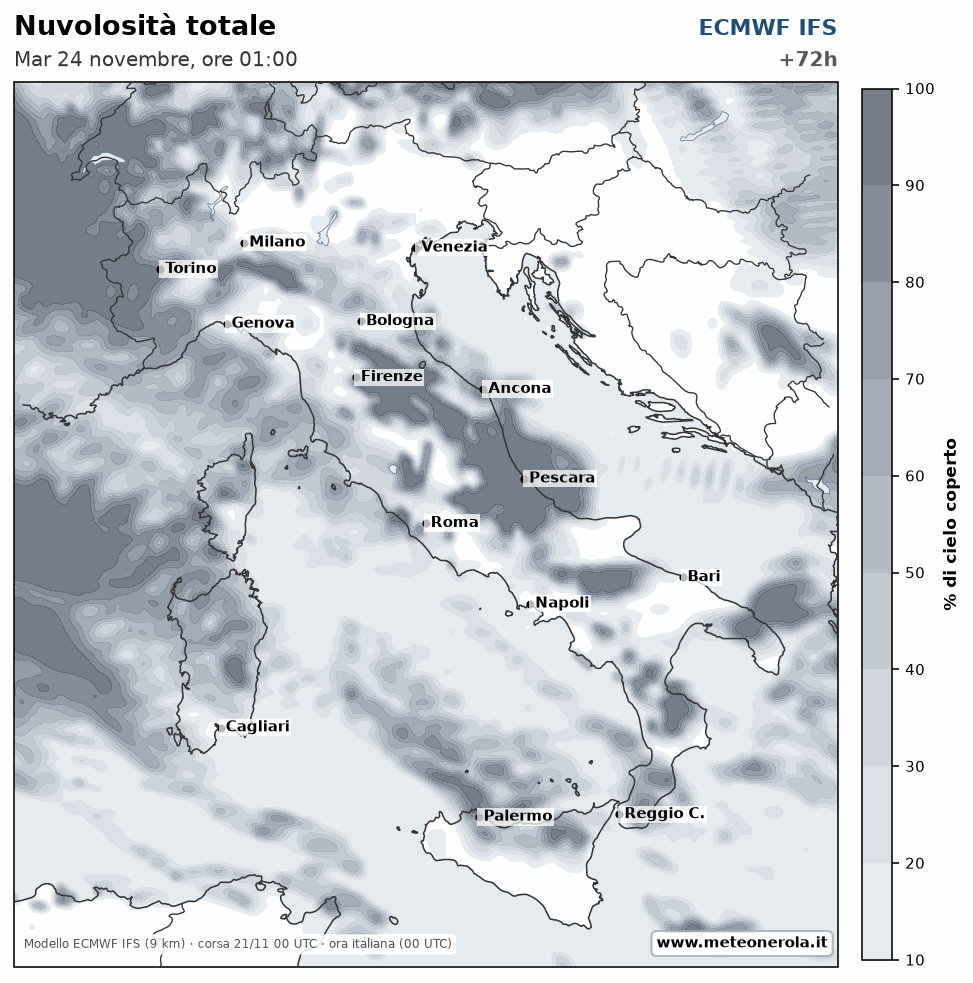 Nuvolosità totale
ECMWF IFS
Mar 24 novembre, ore 01:00
+72h
100
90
80
70
60
50
40
30
20
10
% di cielo coperto
Milano
Venezia
Torino
Genova
Bologna
Firenze
Ancona
Pescara
Roma
Bari
Napoli
Cagliari
Palermo
Reggio C.
Modello ECMWF IFS (9 km) · corsa 21/11 00 UTC · ora italiana (00 UTC)
www.meteonerola.it